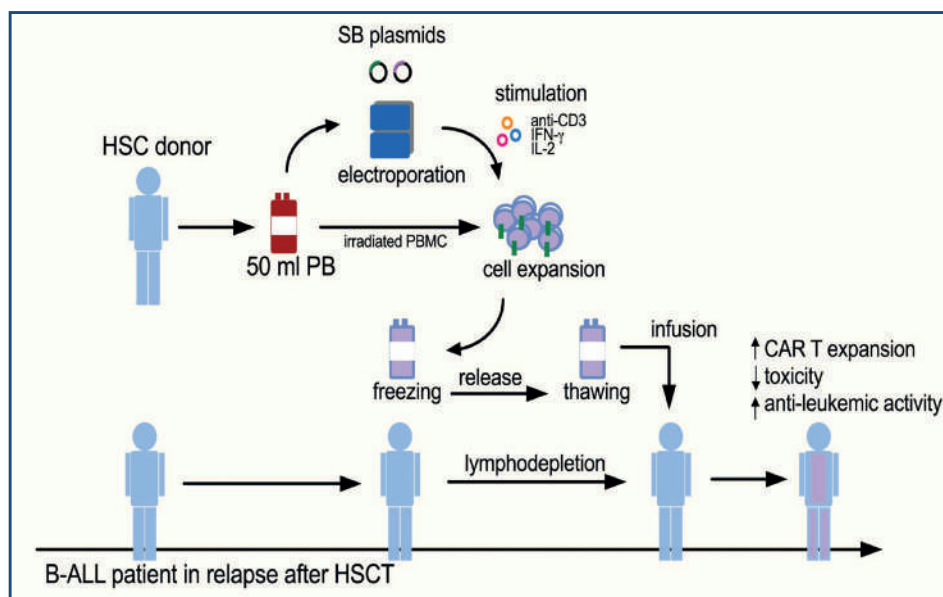 SB plasmids
stimulation
anti-CD3
IFN-γ
IL-2
HSC donor
electroporation
irradiated PBMC
50 ml PB
cell expansion
infusion
↑ CAR T expansion
↓ toxicity
↑ anti-leukemic activity
freezing
release
thawing
lymphodepletion
B-ALL patient in relapse after HSCT